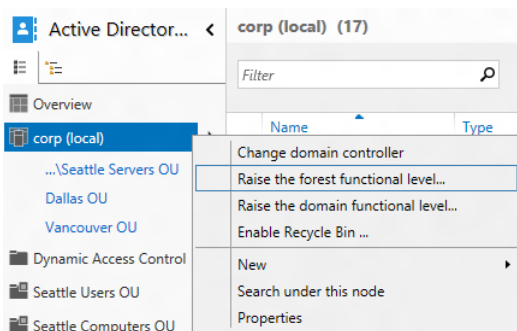 Active Director...
corp (local) (17)
Filter
Overview
Name
Type
corp (local)
...\Seattle Servers OU
Dallas OU
Vancouver OU
Dynamic Access Control
Seattle Users OU
Seattle Computers OU
Change domain controller
Raise the forest functional level...
Raise the domain functional level...
Enable Recycle Bin ...
New
Search under this node
Properties